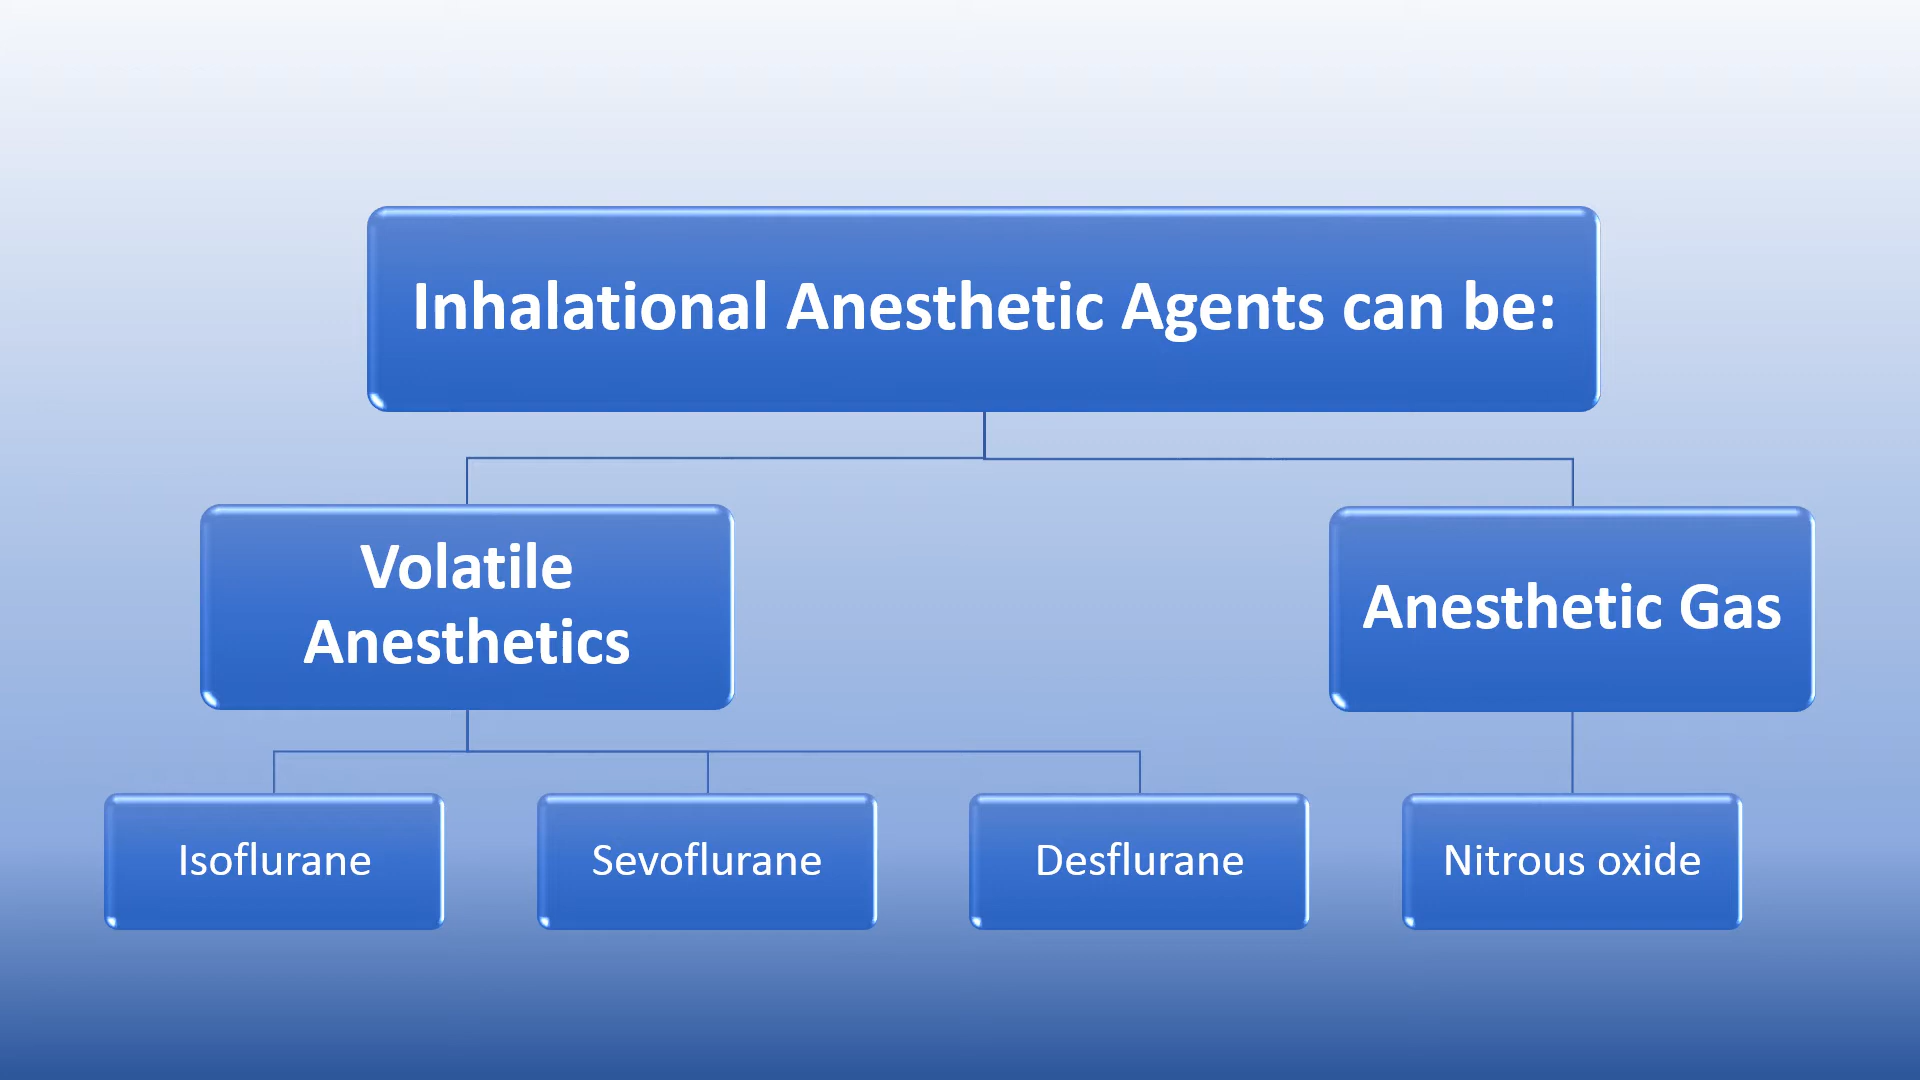 Inhalational Anesthetic Agents can be:
Volatile
Anesthetics
Anesthetic Gas
Isoflurane
Sevoflurane
Desflurane
Nitrous oxide